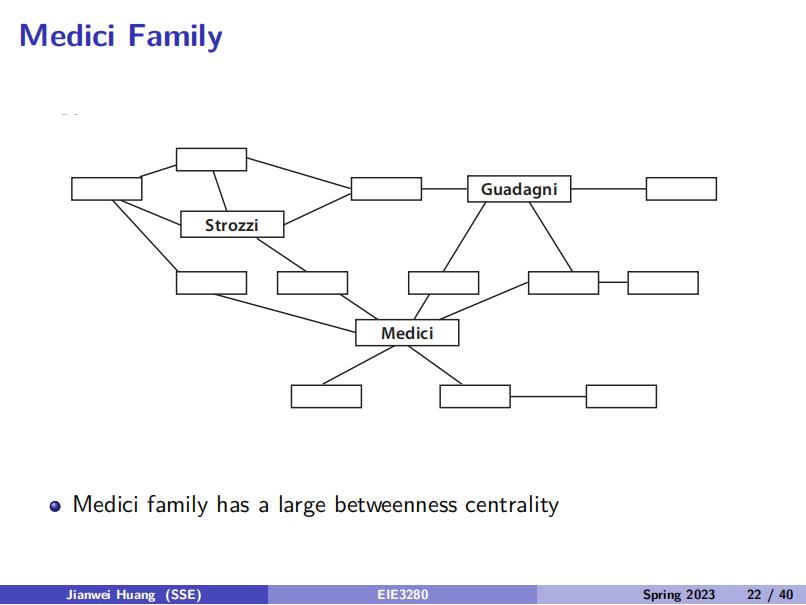 Medici Family
Guadagni
Strozzi
Medici
Medici family has a large betweenness centrality
Jianwei Huang (SSE) EIE3280 Spring 2023 22 / 40